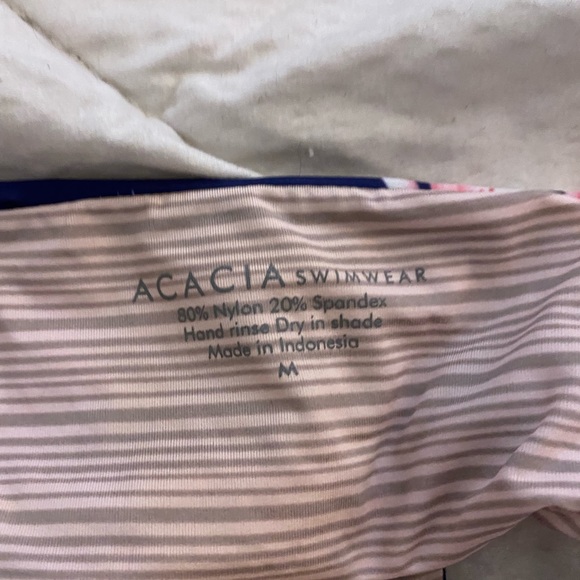 ACACIA SWIMWEAR
80% Nylon 20% Spandex
Hand rinse Dry in shade
Made in Indonesia
M